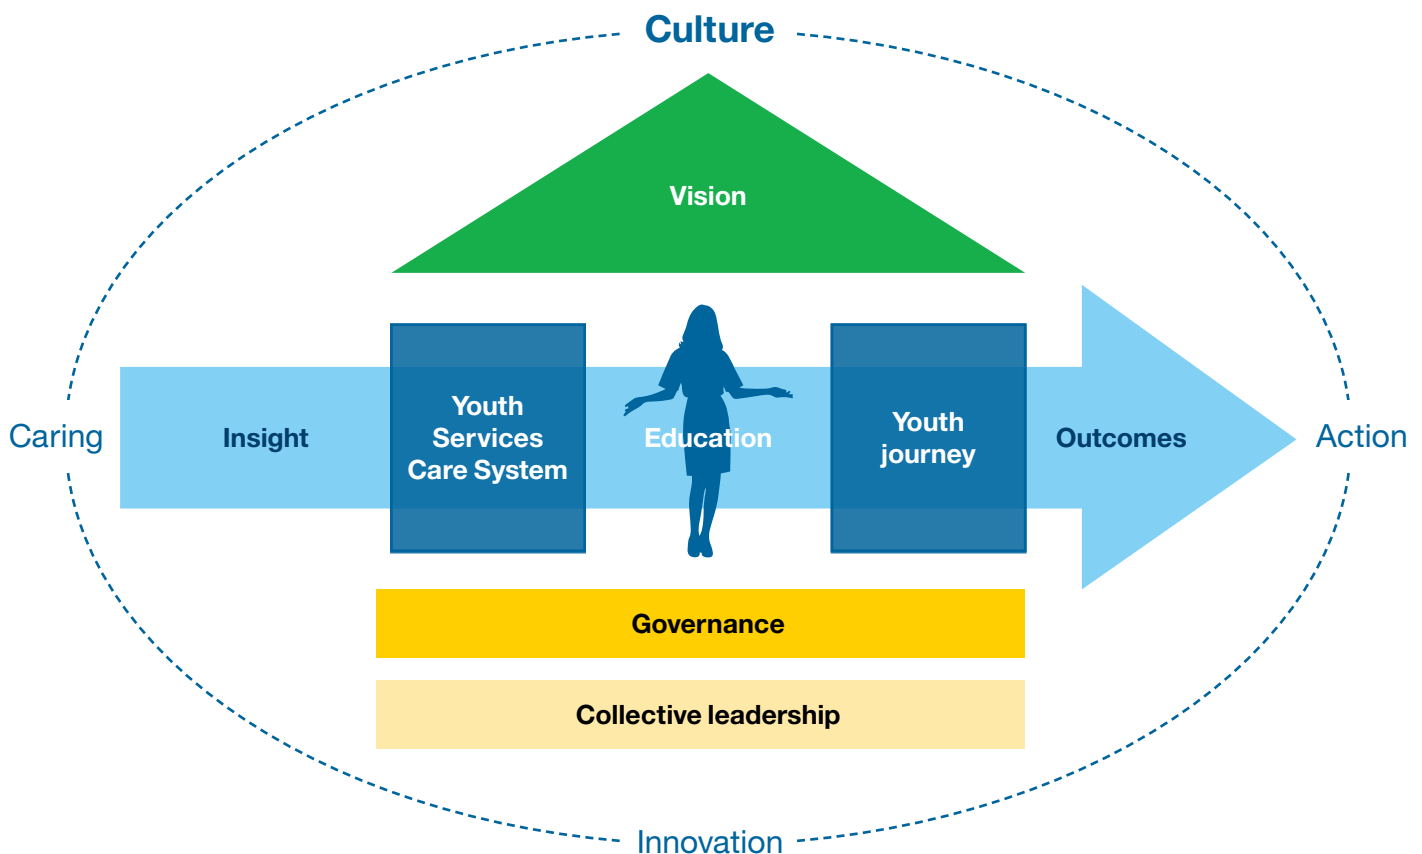 Culture
Vision
Caring
Insight
Youth
Services
Care System
Education
Youth
journey
Outcomes
Action
Governance
Collective leadership
Innovation